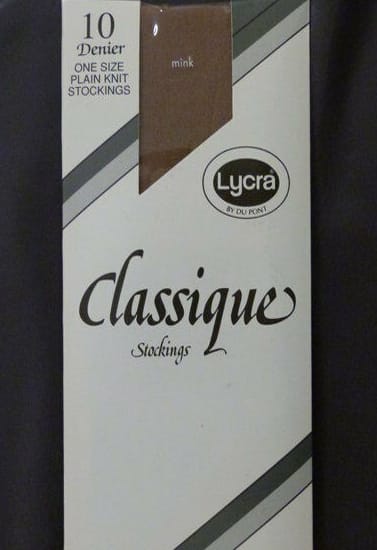 10
Denier
ONE SIZE
PLAIN KNIT
STOCKINGS
mink
Lycra
BY DU PONT
Classique
Stockings